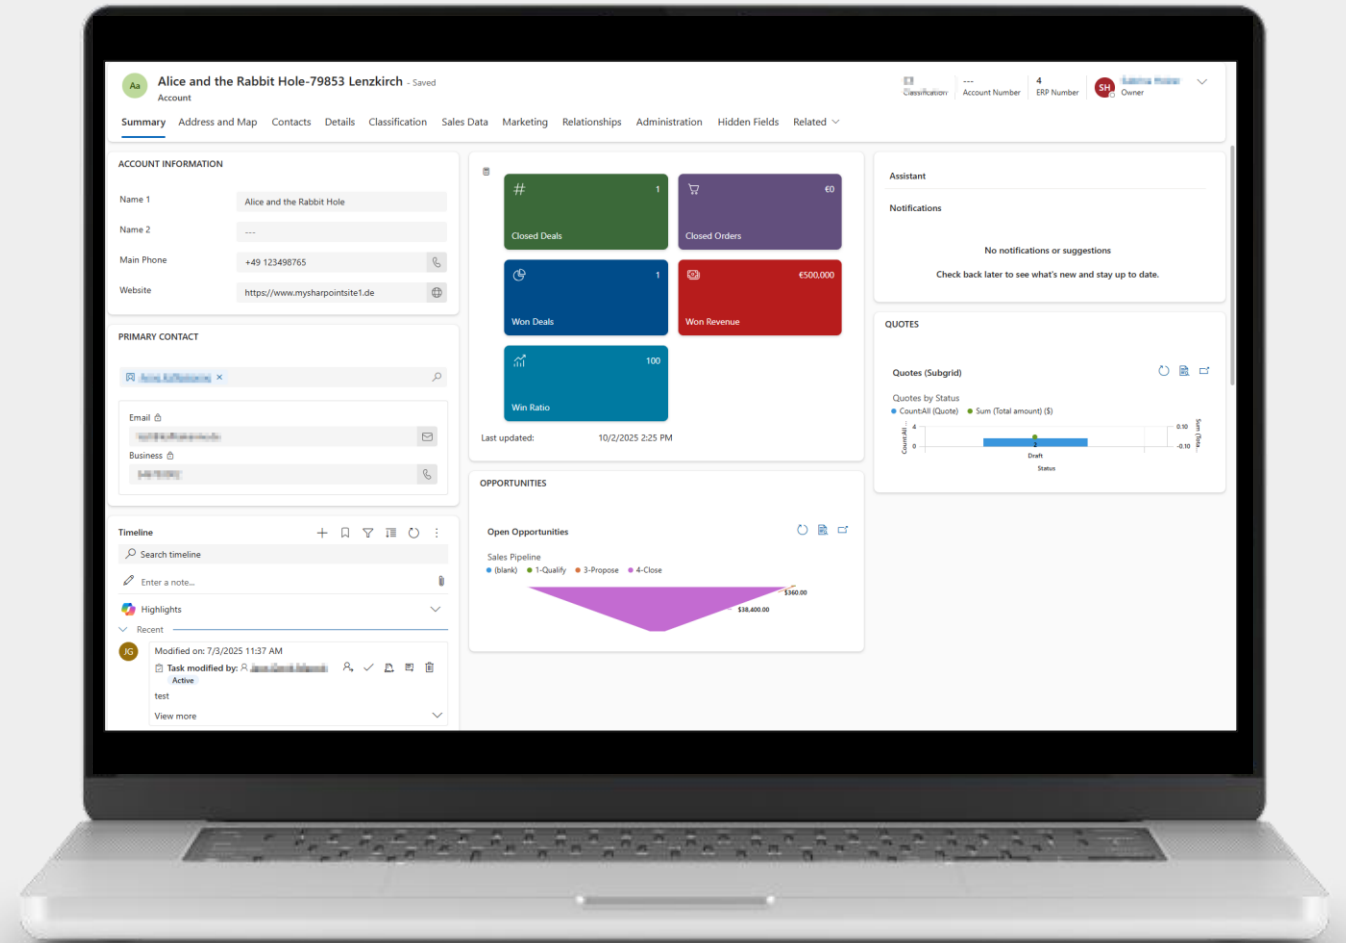 Aa
Alice and the Rabbit Hole-79853 Lenzkirch - Saved
Account
Classification
---
Account Number
4
ERP Number
SH
Owner
Summary Address and Map Contacts Details Classification Sales Data Marketing Relationships Administration Hidden Fields Related
ACCOUNT INFORMATION
Name 1
Alice and the Rabbit Hole
Name 2
---
Main Phone
+49 123498765
Website
https://www.mysharpointsite1.de
PRIMARY CONTACT
Email
Business
Timeline
Search timeline
Enter a note...
Highlights
Recent
JG
Modified on: 7/3/2025 11:37 AM
Task modified by:
Active
test
View more
# 1
Closed Deals
€0
Closed Orders
1
Won Deals
€500,000
Won Revenue
100
Win Ratio
Last updated: 10/2/2025 2:25 PM
OPPORTUNITIES
Open Opportunities
Sales Pipeline
(blank) 1-Qualify 3-Propose 4-Close
$360.00
$38,400.00
Assistant
Notifications
No notifications or suggestions
Check back later to see what's new and stay up to date.
QUOTES
Quotes (Subgrid)
Quotes by Status
Count:All (Quote) Sum (Total amount) ($)
Count:All ...
4
0
2
0.10
-0.10
Sum (Tota...
Draft
Status